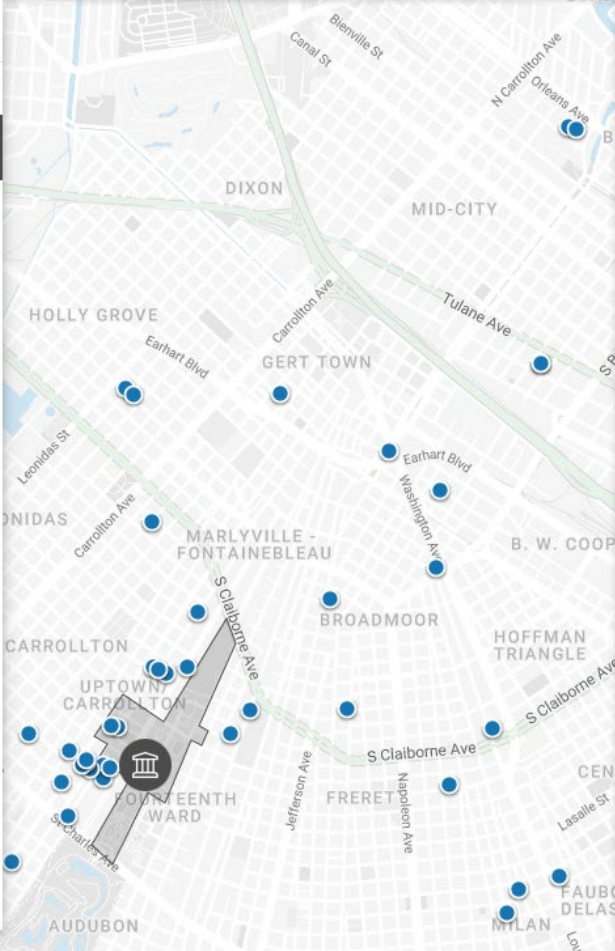 Bienville St
Canal St
N Carrollton Ave
Orleans Ave
B
DIXON
MID-CITY
Carrollton Ave
Tulane Ave
HOLLY GROVE
Earhart Blvd
GERT TOWN
S B
Leonidas St
Earhart Blvd
Washington Ave
Carrollton Ave
ONIDAS
MARLYVILLE -
FONTAINEBLEAU
B. W. COOP
S Claiborne Ave
BROADMOOR
CARROLLTON
HOFFMAN
TRIANGLE
UPTOWN/
CARROLLTON
S Claiborne Ave
S Claiborne Ave
Jefferson Ave
Napoleon Ave
FRERET
CEN
FOURTEENTH
WARD
Lasalle St
St Charles Ave
FAUBO
DELAS
MILAN
AUDUBON
Lou